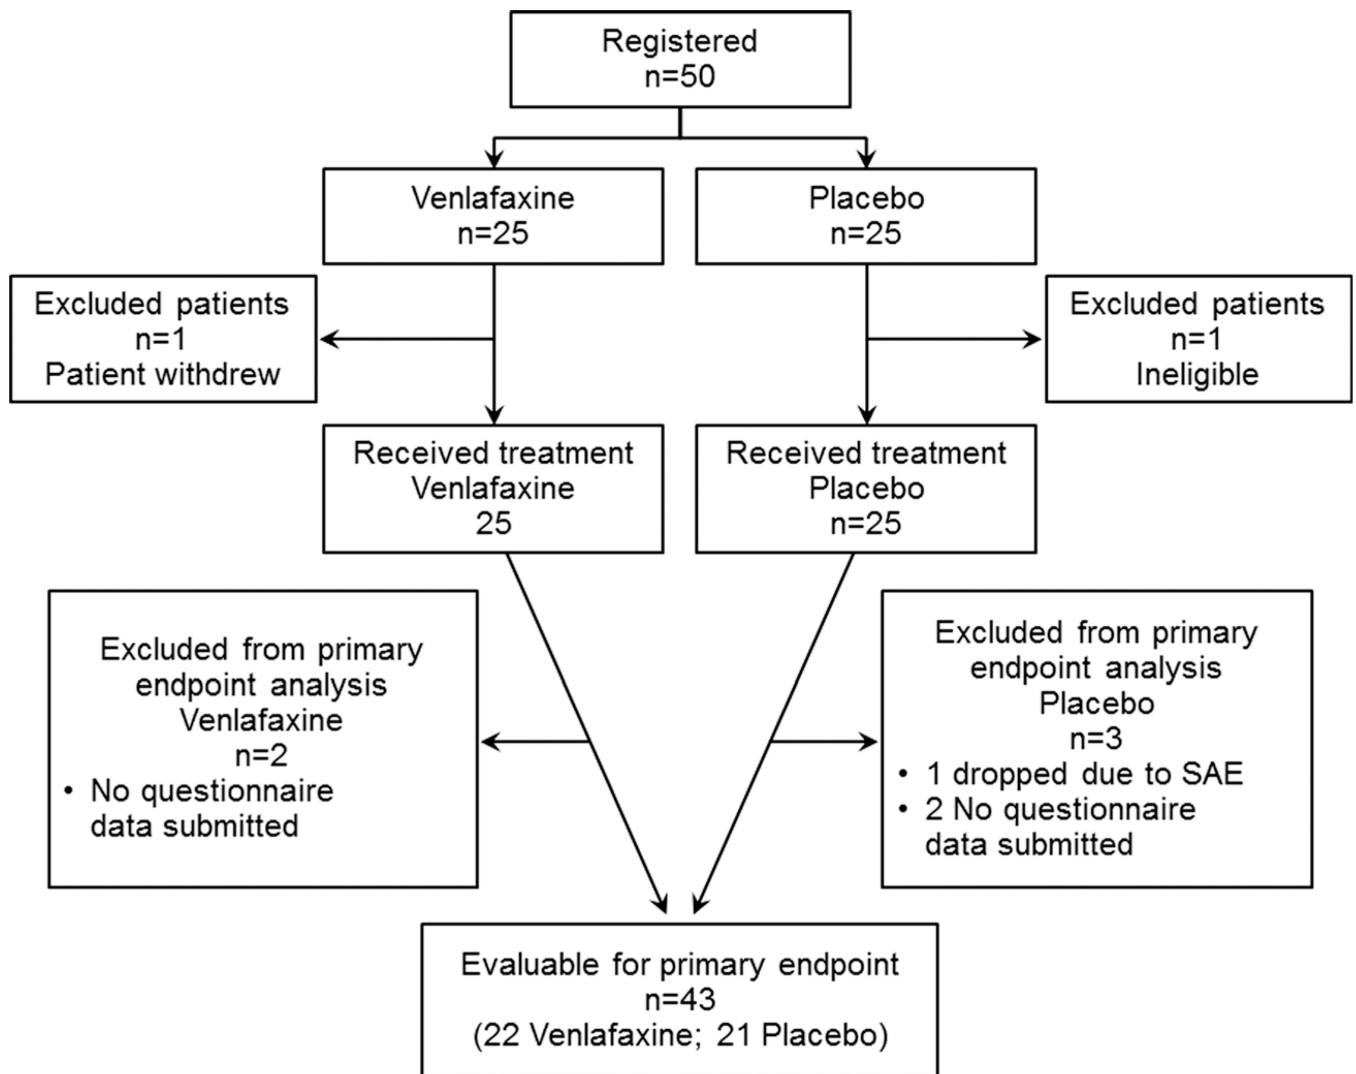 Registered
n=50
Venlafaxine
n=25
Placebo
n=25
Excluded patients
n=1
Patient withdrew
Excluded patients
n=1
Ineligible
Received treatment
Venlafaxine
25
Received treatment
Placebo
n=25
Excluded from primary
endpoint analysis
Venlafaxine
n=2
• No questionnaire
data submitted
Excluded from primary
endpoint analysis
Placebo
n=3
• 1 dropped due to SAE
• 2 No questionnaire
data submitted
Evaluable for primary endpoint
n=43
(22 Venlafaxine; 21 Placebo)